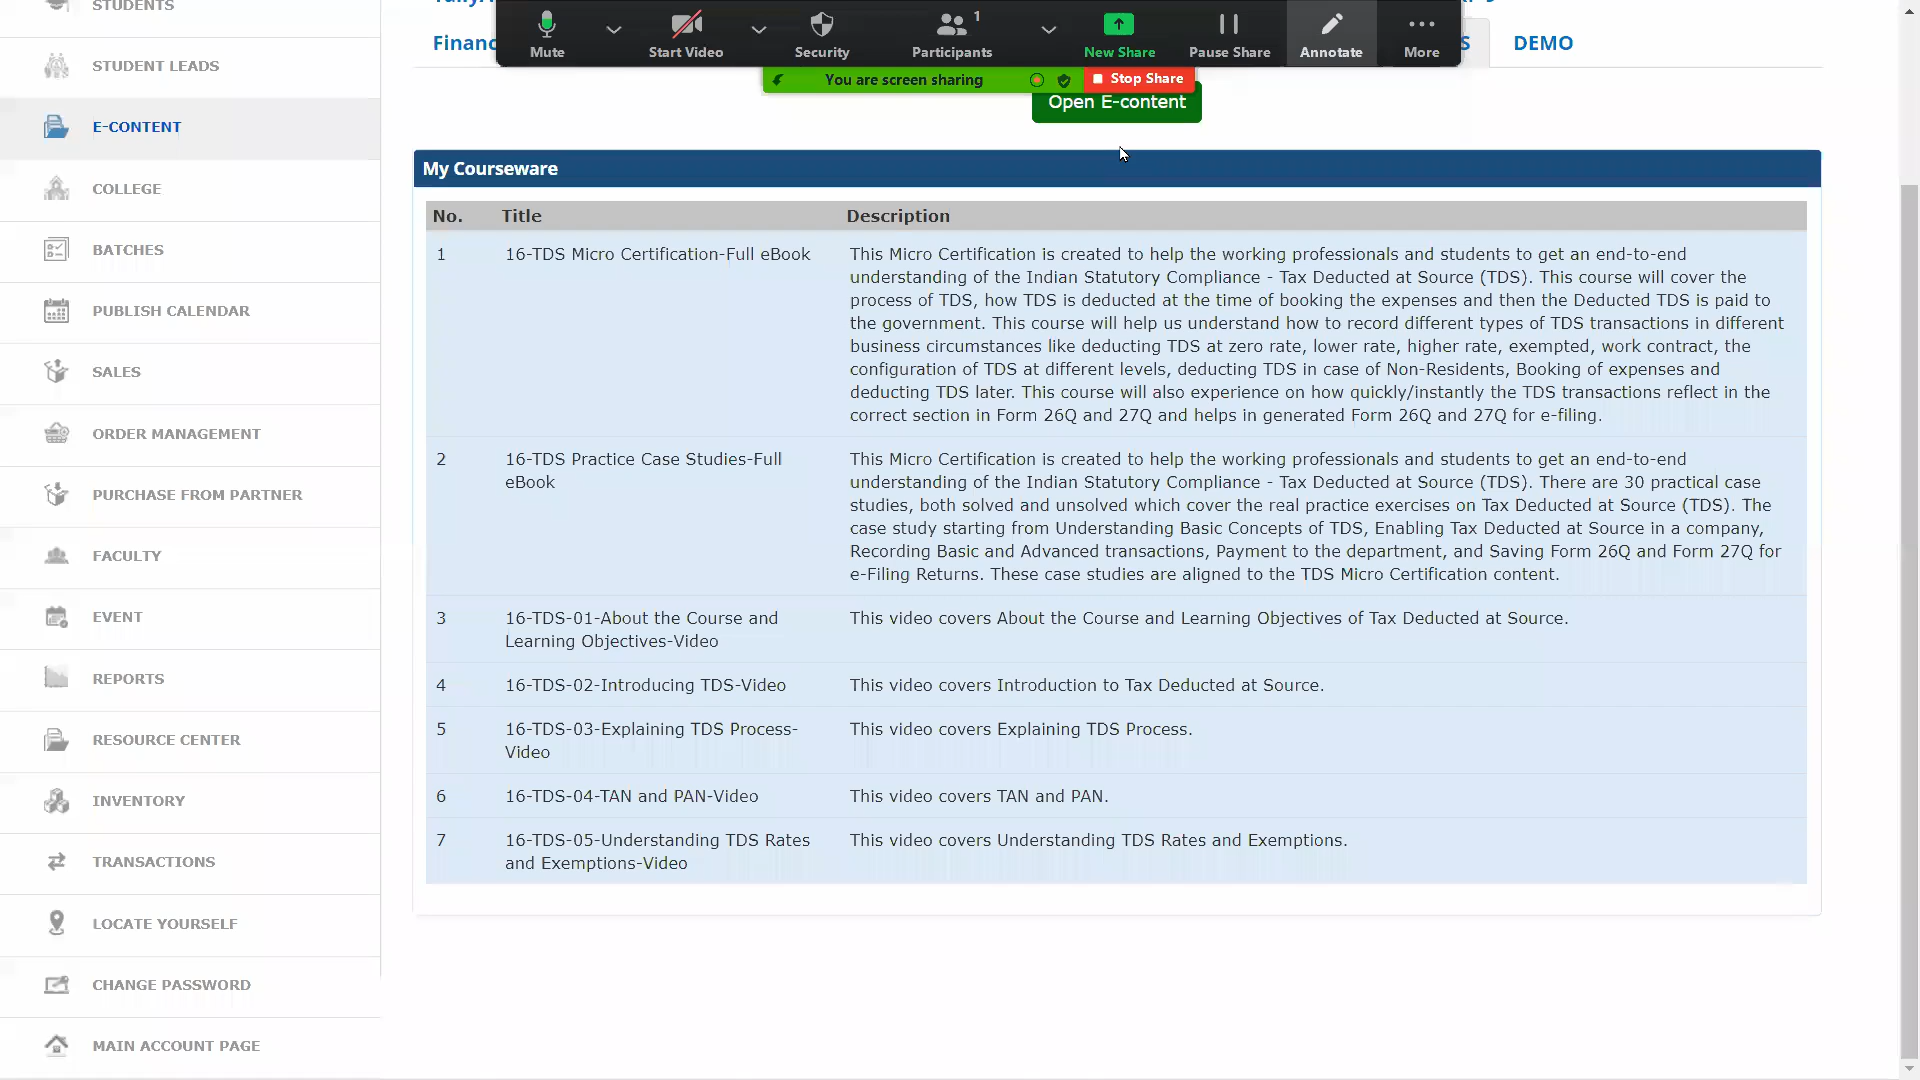 STUDENTS
STUDENT LEADS
E-CONTENT
COLLEGE
BATCHES
PUBLISH CALENDAR
SALES
ORDER MANAGEMENT
PURCHASE FROM PARTNER
FACULTY
EVENT
REPORTS
RESOURCE CENTER
INVENTORY
TRANSACTIONS
LOCATE YOURSELF
CHANGE PASSWORD
MAIN ACCOUNT PAGE
Mute
Start Video
Security
1
Participants
New Share
Pause Share
Annotate
More
You are screen sharing
Stop Share
Financ
S
DEMO
Open E-content
My Courseware
No. Title Description
1 16-TDS Micro Certification-Full eBook This Micro Certification is created to help the working professionals and students to get an end-to-end
understanding of the Indian Statutory Compliance - Tax Deducted at Source (TDS). This course will cover the
process of TDS, how TDS is deducted at the time of booking the expenses and then the Deducted TDS is paid to
the government. This course will help us understand how to record different types of TDS transactions in different
business circumstances like deducting TDS at zero rate, lower rate, higher rate, exempted, work contract, the
configuration of TDS at different levels, deducting TDS in case of Non-Residents, Booking of expenses and
deducting TDS later. This course will also experience on how quickly/instantly the TDS transactions reflect in the
correct section in Form 26Q and 27Q and helps in generated Form 26Q and 27Q for e-filing.
2 16-TDS Practice Case Studies-Full This Micro Certification is created to help the working professionals and students to get an end-to-end
eBook understanding of the Indian Statutory Compliance - Tax Deducted at Source (TDS). There are 30 practical case
studies, both solved and unsolved which cover the real practice exercises on Tax Deducted at Source (TDS). The
case study starting from Understanding Basic Concepts of TDS, Enabling Tax Deducted at Source in a company,
Recording Basic and Advanced transactions, Payment to the department, and Saving Form 26Q and Form 27Q for
e-Filing Returns. These case studies are aligned to the TDS Micro Certification content.
3 16-TDS-01-About the Course and This video covers About the Course and Learning Objectives of Tax Deducted at Source.
Learning Objectives-Video
4 16-TDS-02-Introducing TDS-Video This video covers Introduction to Tax Deducted at Source.
5 16-TDS-03-Explaining TDS Process- This video covers Explaining TDS Process.
Video
6 16-TDS-04-TAN and PAN-Video This video covers TAN and PAN.
7 16-TDS-05-Understanding TDS Rates This video covers Understanding TDS Rates and Exemptions.
and Exemptions-Video